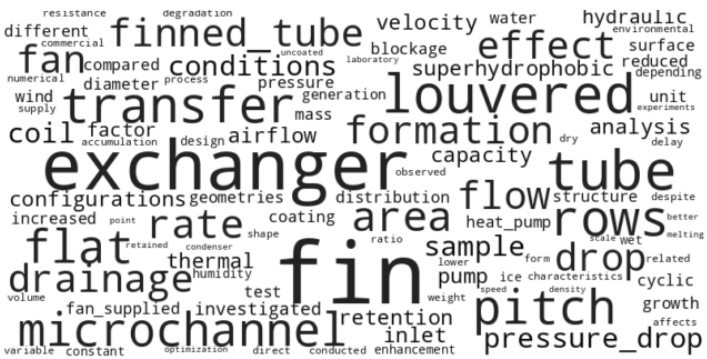 resistance degradation velocity water hydraulic
different finned_tube effect environmental
commercial uncoated blockage surface
fan compared conditions laboratory superhydrophobic reduced
numerical diameter process pressure depending
wind transfer generation louvered unit
supply mass experiments
coil factor design airflow formation dry analysis
accumulation delay
exchanger observed capacity tube
configurations geometries distribution flow structure despite
increased point rate coating area heat_pump rows better
retained condenser shape ratio sample scale wet melting
flat thermal lower form drop related
drainage humidity pump ice characteristics cyclic
volume test fin weight speed density growth
fan_supplied investigated retention pitch affects
microchannel inlet pressure_drop
variable constant optimization direct conducted enhancement